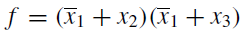 f = (x̅₁ + x₂)(x̅₁ + x₃)